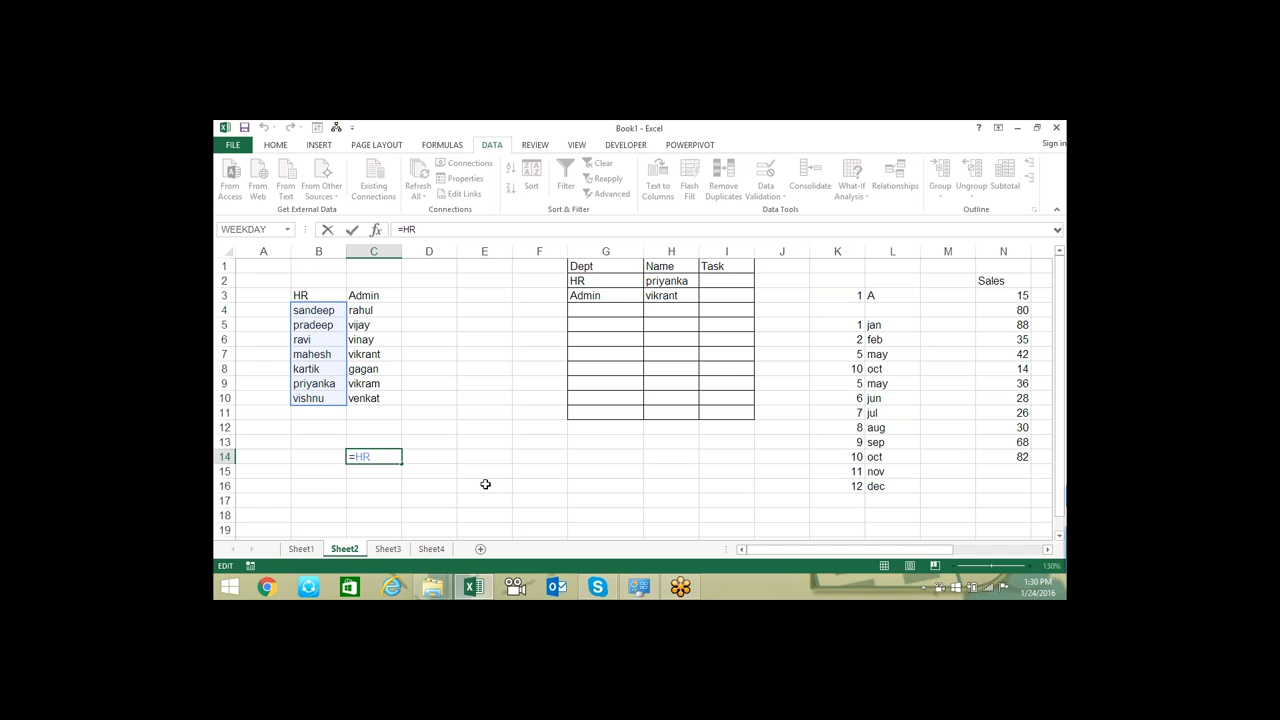 Book1 - Excel
?
Sign in
FILE HOME INSERT PAGE LAYOUT FORMULAS DATA REVIEW VIEW DEVELOPER POWERPIVOT
From Access
From Web
From Text
From Other Sources
Existing Connections
Get External Data
Refresh All
Connections
Properties
Edit Links
Connections
Sort
Filter
Clear
Reapply
Advanced
Sort & Filter
Text to Columns
Flash Fill
Remove Duplicates
Data Validation
Consolidate
What-If Analysis
Relationships
Data Tools
Group
Ungroup
Subtotal
Outline
WEEKDAY fx =HR
A B C D E F G H I J K L M N
1 Dept Name Task
2 HR priyanka Sales
3 HR Admin Admin vikrant 1 A 15
4 sandeep rahul 80
5 pradeep vijay 1 jan 88
6 ravi vinay 2 feb 35
7 mahesh vikrant 5 may 42
8 kartik gagan 10 oct 14
9 priyanka vikram 5 may 36
10 vishnu venkat 6 jun 28
11 7 jul 26
12 8 aug 30
13 9 sep 68
14 =HR 10 oct 82
15 11 nov
16 12 dec
17
18
19
Sheet1 Sheet2 Sheet3 Sheet4
EDIT 130%
1:30 PM
1/24/2016